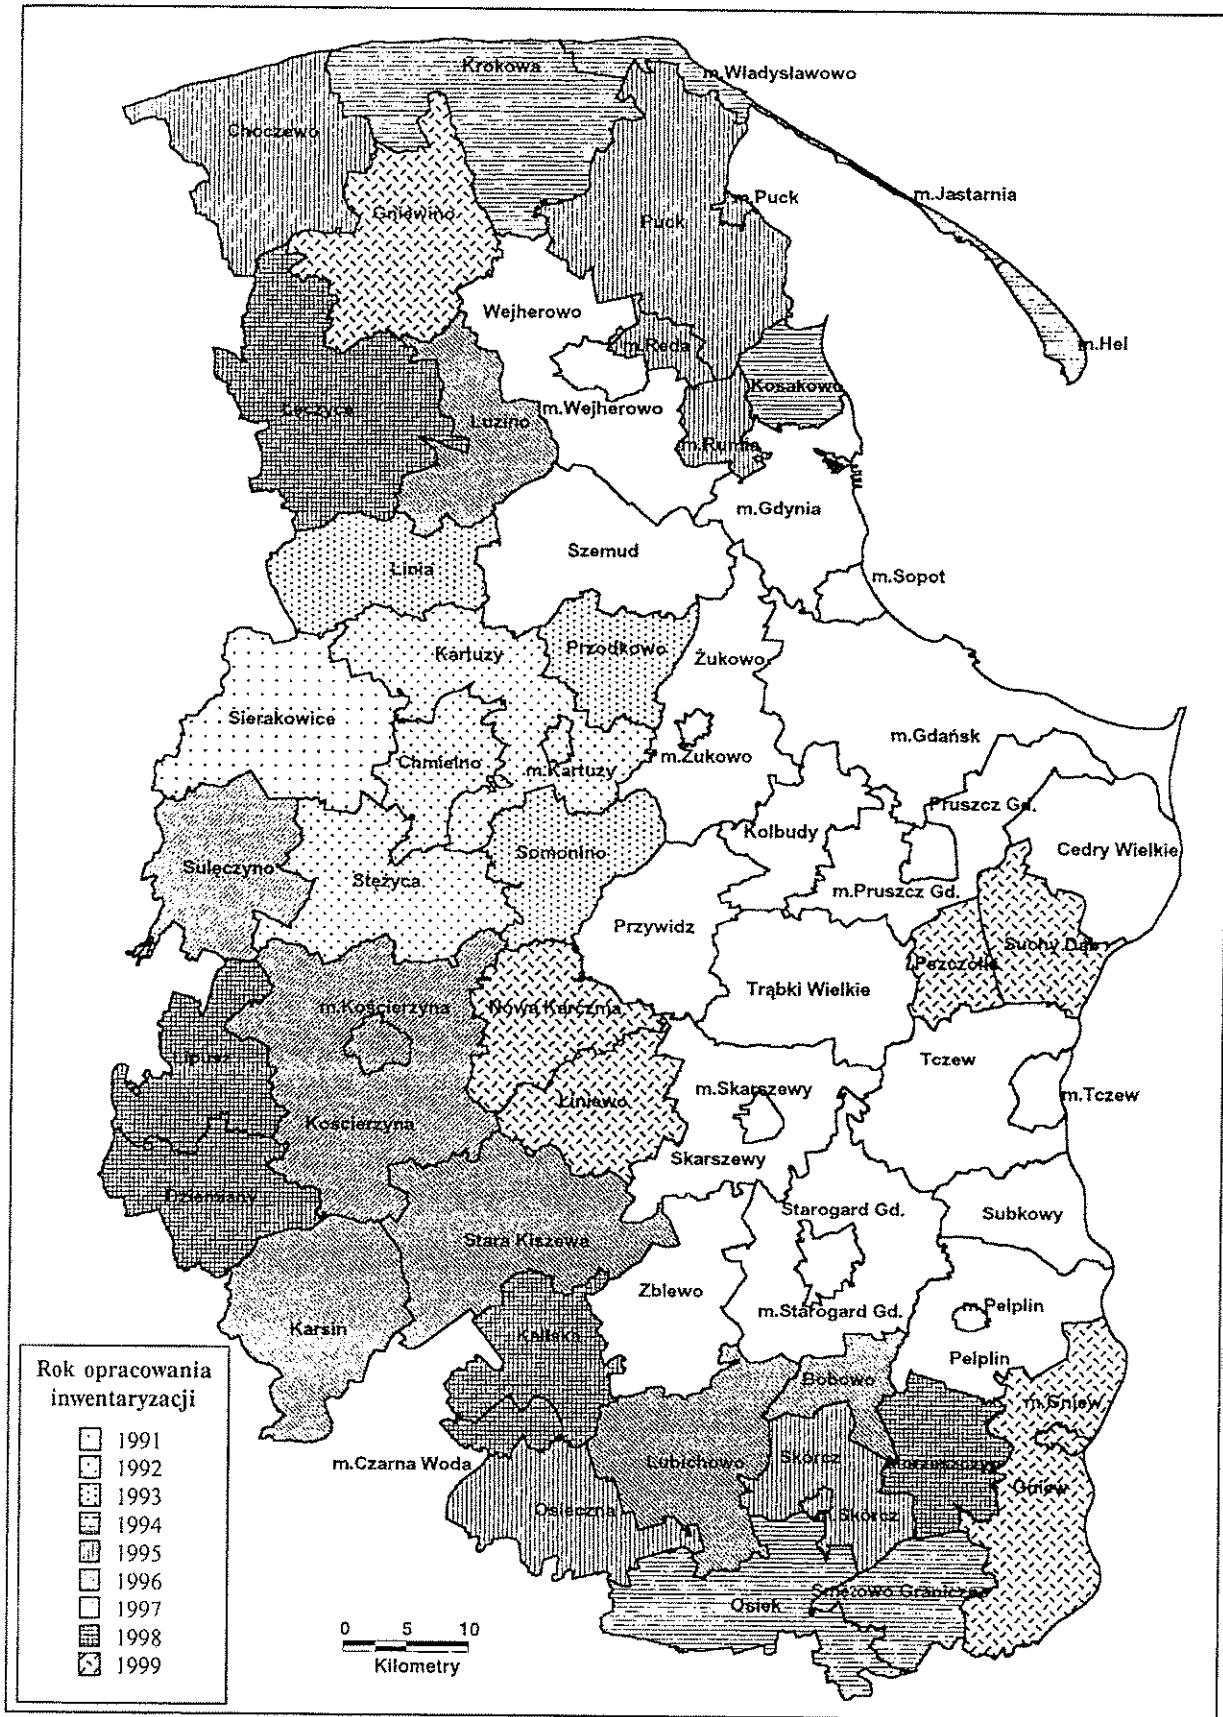 Krokowa
m.Władysławowo
Choczewo
m.Puck
m.Jastarnia
Gniewino
Puck
Wejherowo
m.Reda
m.Hel
Kosakowo
Łęczyce
m.Wejherowo
Luzino
m.Rumia
m.Gdynia
Szemud
Linia
m.Sopot
Przodkowo
Kartuzy
Żukowo
Sierakowice
m.Gdańsk
Chmielno
m.Żukowo
m.Kartuzy
Pruszcz Gd.
Kolbudy
Cedry Wielkie
Somonino
Sulęczyno
Stężyca
m.Pruszcz Gd.
Przywidz
Suchy Dąb
Pszczółki
Trąbki Wielkie
m.Kościerzyna
Nowa Karczma
Lipusz
Tczew
m.Skarszewy
m.Tczew
Liniewo
Kościerzyna
Skarszewy
Dziemiany
Starogard Gd.
Subkowy
Stara Kiszewa
Zblewo
m.Pelplin
m.Starogard Gd.
Karsin
Kaliska
Pelplin
Bobowo
m.Gniew
m.Czarna Woda
Lubichowo
Skórcz
Morzeszczyn
Gniew
Osieczna
m.Skórcz
Smętowo Graniczne
Osiek
Rok opracowania
inwentaryzacji
1991
1992
1993
1994
1995
1996
1997
1998
1999
0 5 10
Kilometry